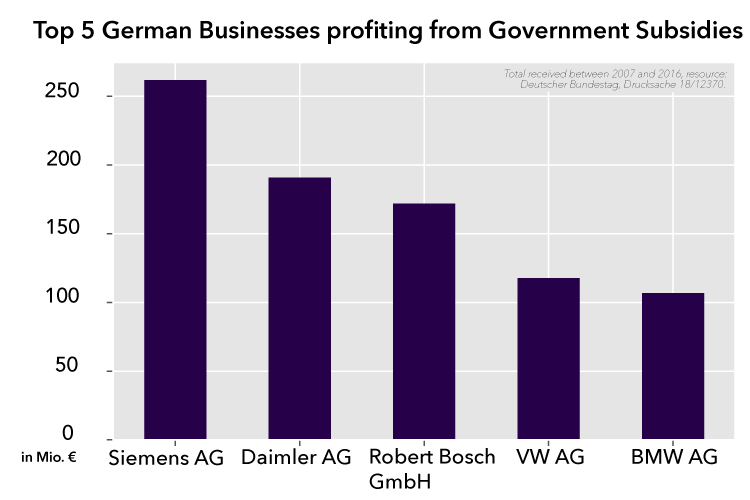 Top 5 German Businesses profiting from Government Subsidies
Total received between 2007 and 2016, resource:
Deutscher Bundestag, Drucksache 18/12370.
250
200
150
100
50
0
in Mio. €
Siemens AG
Daimler AG
Robert Bosch
GmbH
VW AG
BMW AG